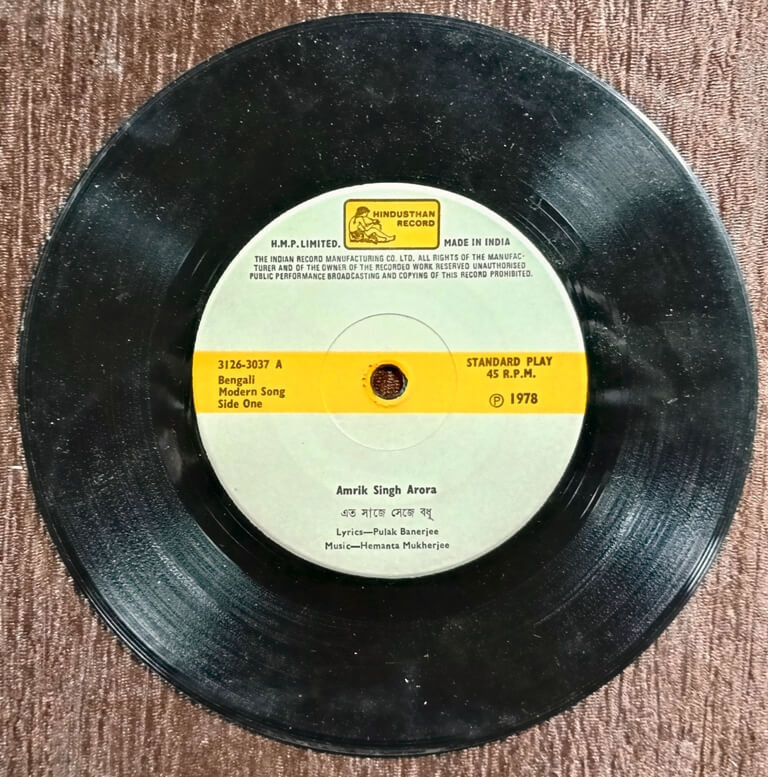 HINDUSTHAN
RECORD
H.M.P. LIMITED. MADE IN INDIA
THE INDIAN RECORD MANUFACTURING CO. LTD. ALL RIGHTS OF THE MANUFAC-
TURER AND OF THE OWNER OF THE RECORDED WORK RESERVED UNAUTHORISED
PUBLIC PERFORMANCE BROADCASTING AND COPYING OF THIS RECORD PROHIBITED.
3126-3037 A
Bengali
Modern Song
Side One
STANDARD PLAY
45 R.P.M.
Ⓟ 1978
Amrik Singh Arora
এত সাজে সেজে বধূ
Lyrics—Pulak Banerjee
Music—Hemanta Mukherjee